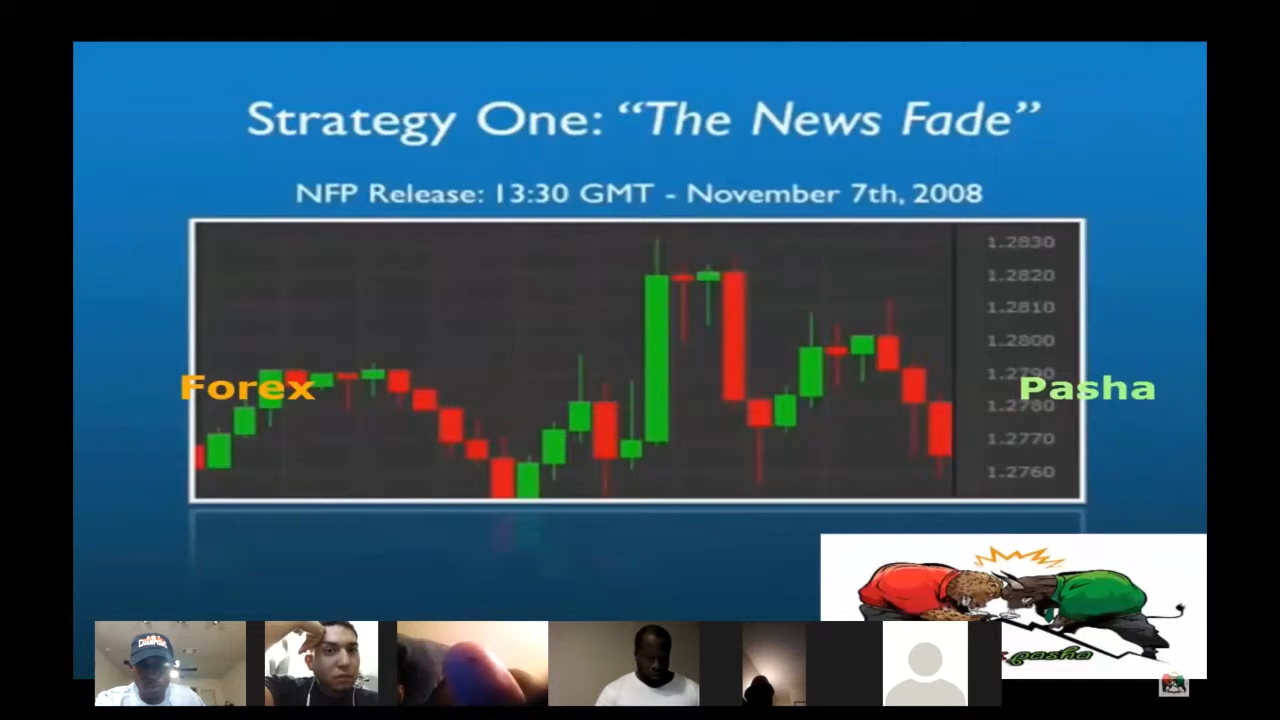 Strategy One: “The News Fade”
NFP Release: 13:30 GMT - November 7th, 2008
1.2830
1.2820
1.2810
1.2800
1.2790
Forex
Pasha
1.2780
1.2770
1.2760
pasha